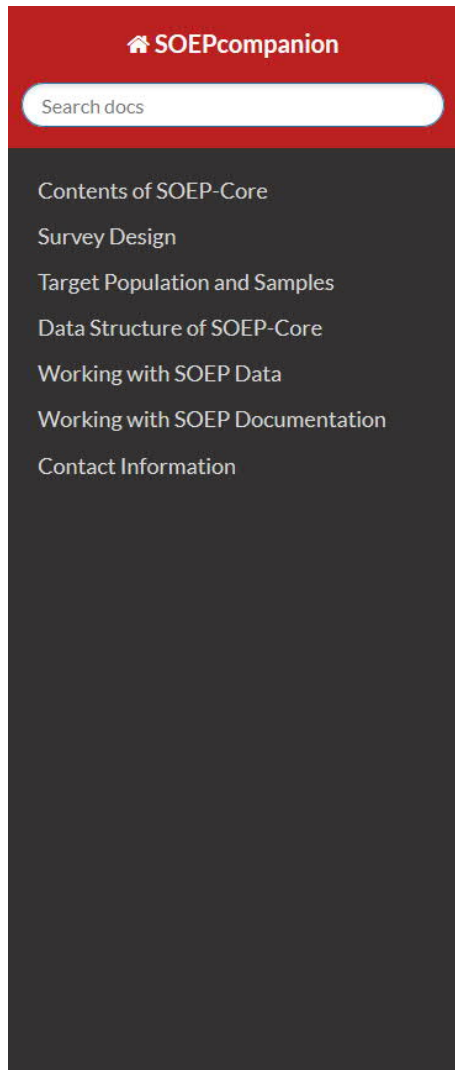 SOEPcompanion
Search docs
Contents of SOEP-Core
Survey Design
Target Population and Samples
Data Structure of SOEP-Core
Working with SOEP Data
Working with SOEP Documentation
Contact Information